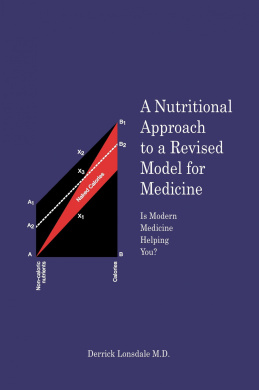 A Nutritional
Approach
to a Revised
Model for
Medicine
Is Modern
Medicine
Helping
You?
B1
B2
X2
X3
Naked Calories
A1
A2
X1
A
B
Non-caloric
nutrients
Calories
Derrick Lonsdale M.D.